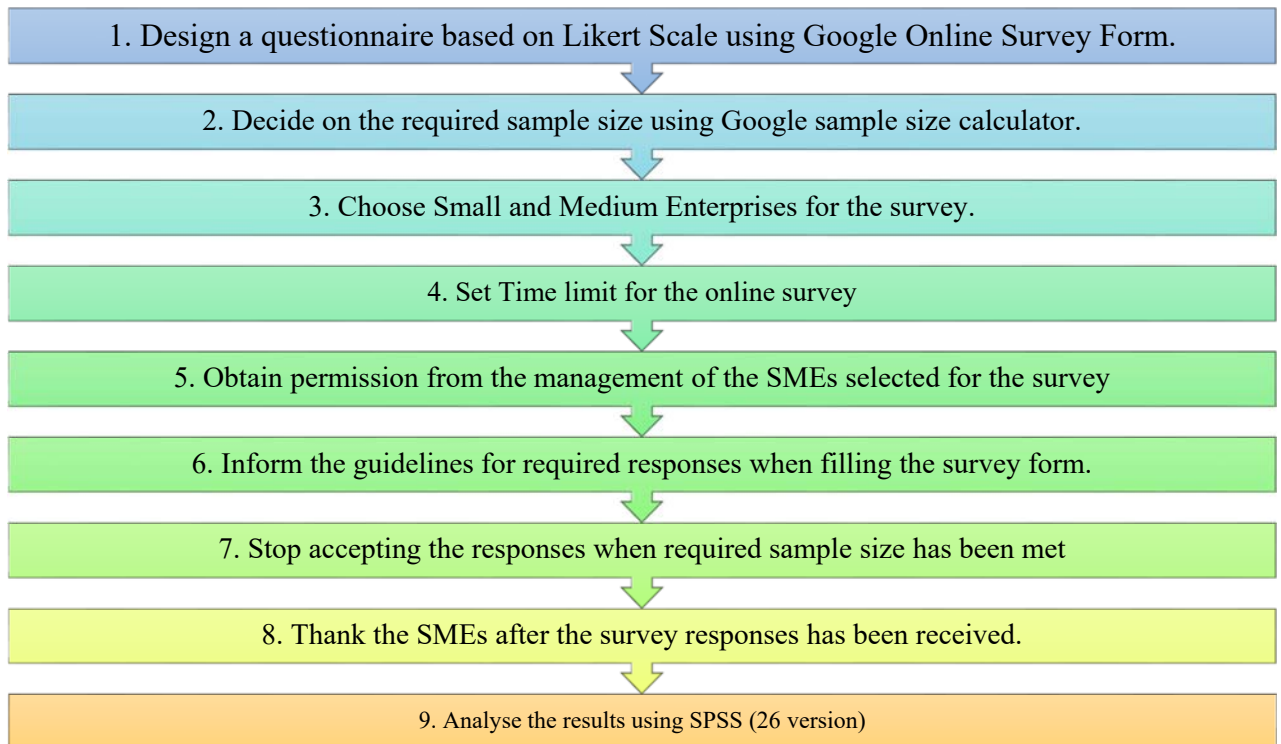 1. Design a questionnaire based on Likert Scale using Google Online Survey Form.
2. Decide on the required sample size using Google sample size calculator.
3. Choose Small and Medium Enterprises for the survey.
4. Set Time limit for the online survey
5. Obtain permission from the management of the SMEs selected for the survey
6. Inform the guidelines for required responses when filling the survey form.
7. Stop accepting the responses when required sample size has been met
8. Thank the SMEs after the survey responses has been received.
9. Analyse the results using SPSS (26 version)